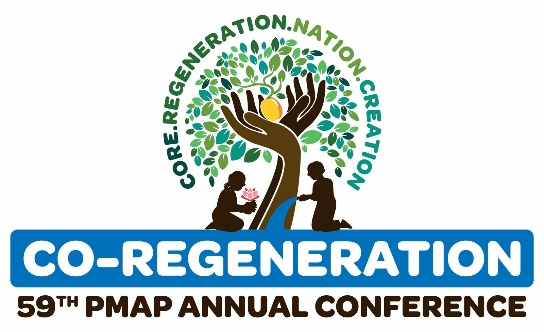 CORE.REGENERATION.NATION.CREATION
CO-REGENERATION
59TH PMAP ANNUAL CONFERENCE